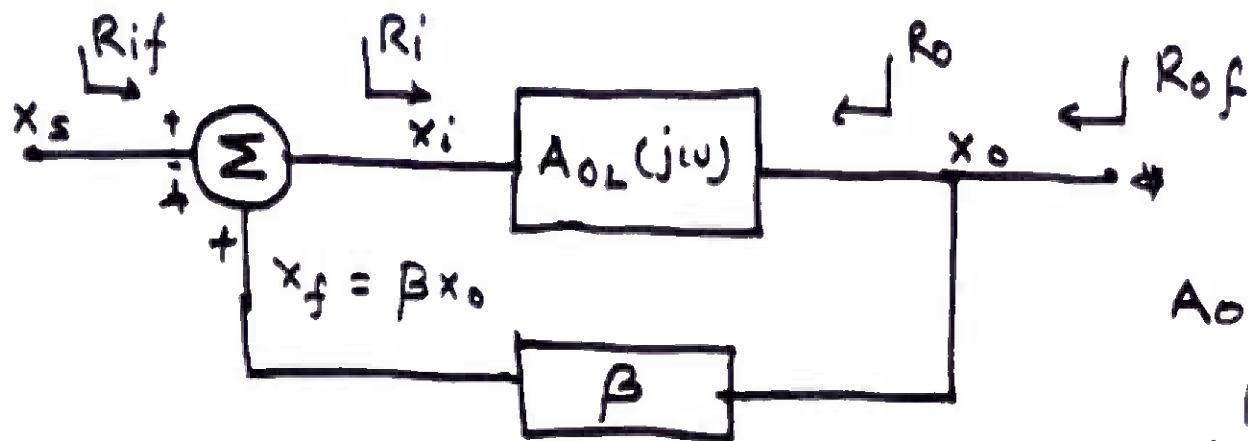 Rif Ri Ro Rof
xs + xi AOL(jω) xo
Σ
+
xf = βxo
Ao
β